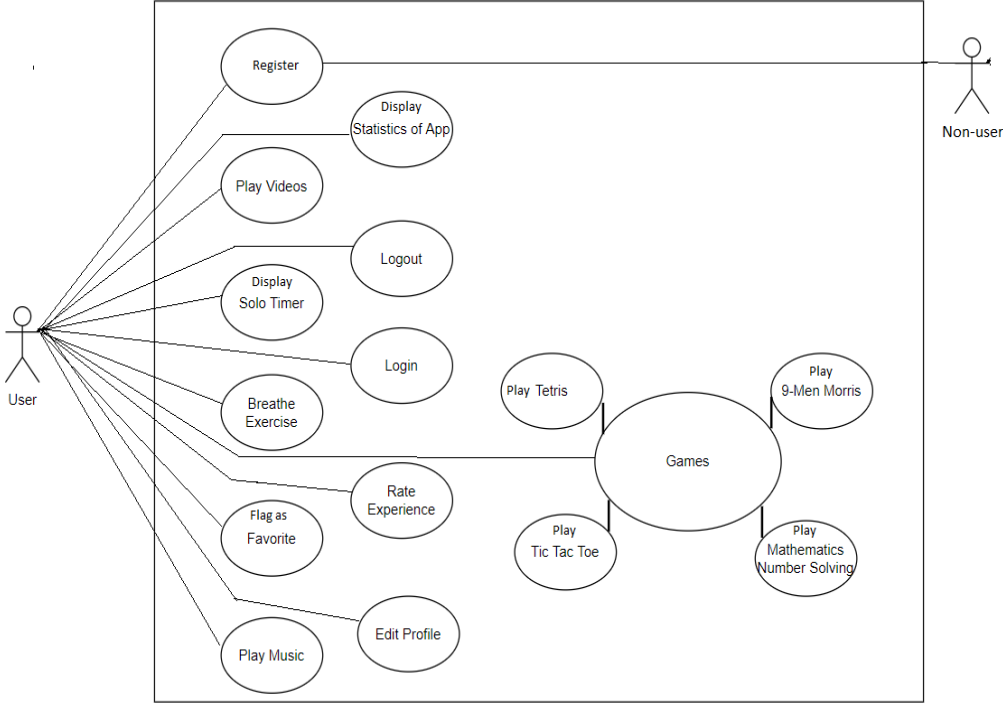 Register
Non-user
Display
Statistics of App
Play Videos
Logout
Display
Solo Timer
Login
User
Breathe
Exercise
Play Tetris
Play
9-Men Morris
Games
Rate
Experience
Flag as
Favorite
Play
Tic Tac Toe
Play
Mathematics
Number Solving
Edit Profile
Play Music